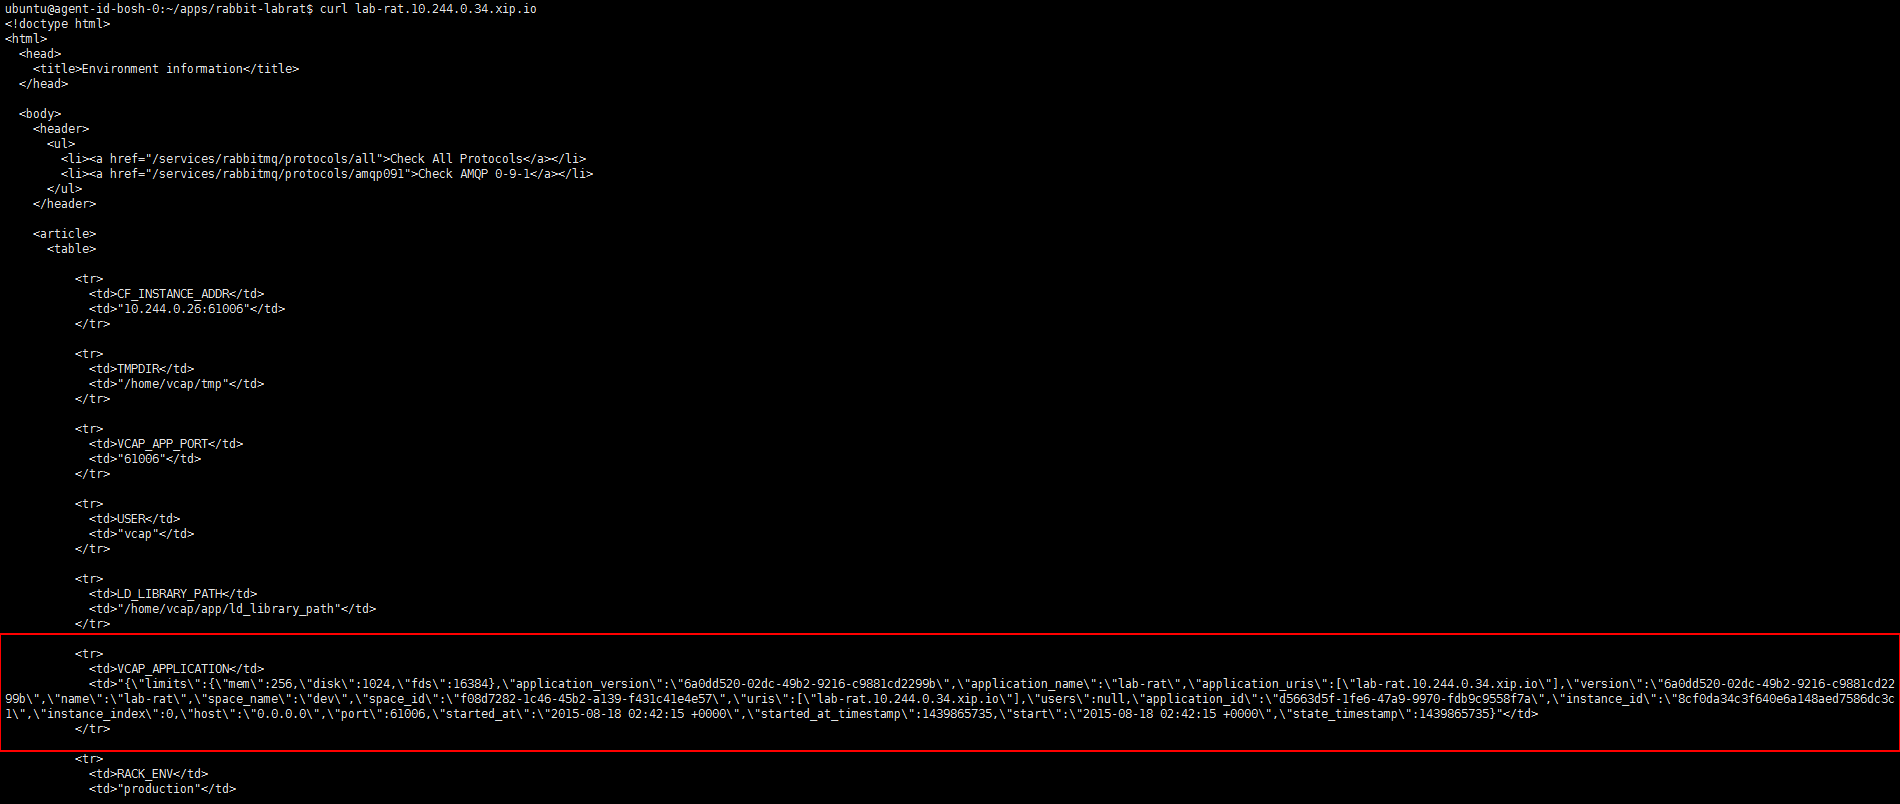 ubuntu@agent-id-bosh-0:~/apps/rabbit-labrat$ curl lab-rat.10.244.0.34.xip.io
<!doctype html>
<html>
  <head>
    <title>Environment information</title>
  </head>

  <body>
    <header>
      <ul>
        <li><a href="/services/rabbitmq/protocols/all">Check All Protocols</a></li>
        <li><a href="/services/rabbitmq/protocols/amqp091">Check AMQP 0-9-1</a></li>
      </ul>
    </header>

    <article>
      <table>

          <tr>
            <td>CF_INSTANCE_ADDR</td>
            <td>"10.244.0.26:61006"</td>
          </tr>

          <tr>
            <td>TMPDIR</td>
            <td>"/home/vcap/tmp"</td>
          </tr>

          <tr>
            <td>VCAP_APP_PORT</td>
            <td>"61006"</td>
          </tr>

          <tr>
            <td>USER</td>
            <td>"vcap"</td>
          </tr>

          <tr>
            <td>LD_LIBRARY_PATH</td>
            <td>"/home/vcap/app/ld_library_path"</td>
          </tr>

          <tr>
            <td>VCAP_APPLICATION</td>
            <td>"{\"limits\":{\"mem\":256,\"disk\":1024,\"fds\":16384},\"application_version\":\"6a0dd520-02dc-49b2-9216-c9881cd2299b\",\"application_name\":\"lab-rat\",\"application_uris\":[\"lab-rat.10.244.0.34.xip.io\"],\"version\":\"6a0dd520-02dc-49b2-9216-c9881cd22
99b\",\"name\":\"lab-rat\",\"space_name\":\"dev\",\"space_id\":\"f08d7282-1c46-45b2-a139-f431c41e4e57\",\"uris\":[\"lab-rat.10.244.0.34.xip.io\"],\"users\":null,\"application_id\":\"d5663d5f-1fe6-47a9-9970-fdb9c9558f7a\",\"instance_id\":\"8cf0da34c3f640e6a148aed7586dc3c
1\",\"instance_index\":0,\"host\":\"0.0.0.0\",\"port\":61006,\"started_at\":\"2015-08-18 02:42:15 +0000\",\"started_at_timestamp\":1439865735,\"start\":\"2015-08-18 02:42:15 +0000\",\"state_timestamp\":1439865735}"</td>
          </tr>

          <tr>
            <td>RACK_ENV</td>
            <td>"production"</td>